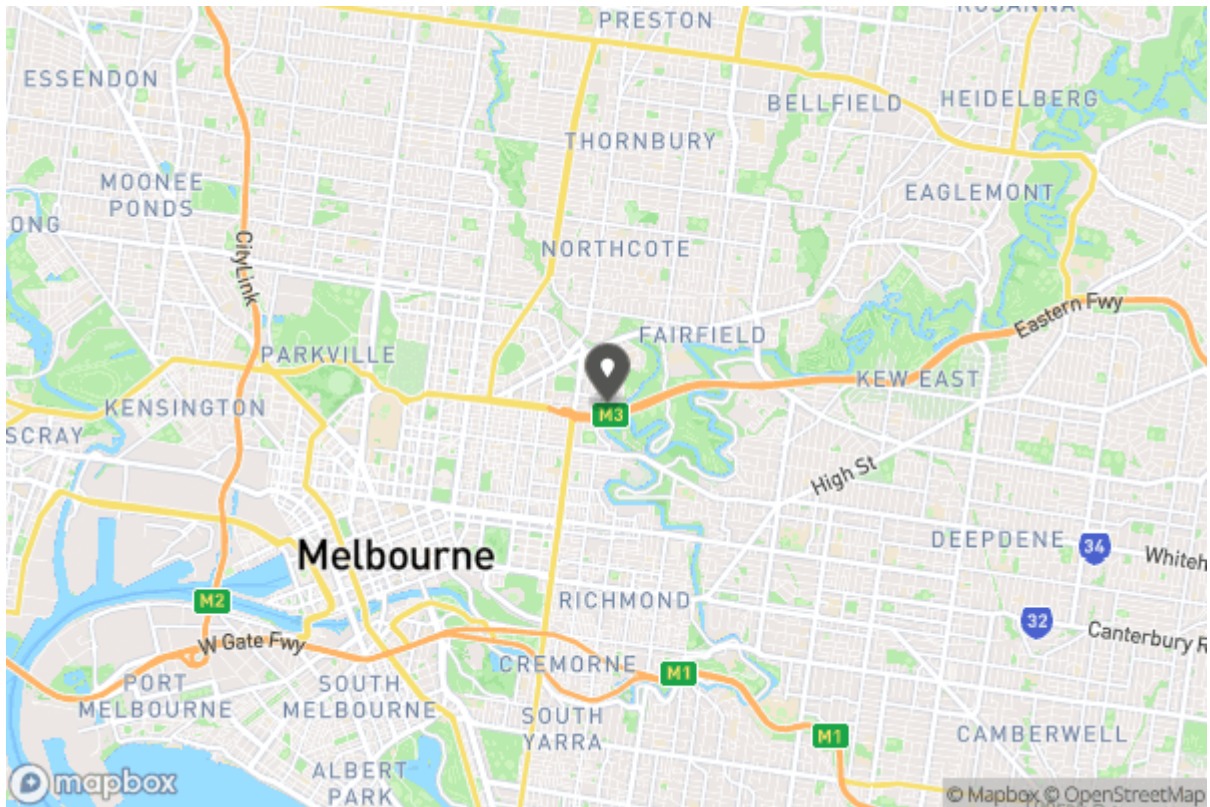 PRESTON
ROSANNA
ESSENDON
BELLFIELD
HEIDELBERG
THORNBURY
MOONEE
PONDS
EAGLEMONT
ONG
NORTHCOTE
CityLink
Eastern Fwy
FAIRFIELD
PARKVILLE
KEW EAST
KENSINGTON
M3
SCRAY
High St
Melbourne
DEEPDENE
34
Whiteh
M2
RICHMOND
32
Canterbury R
W Gate Fwy
CREMORNE
M1
PORT
MELBOURNE
SOUTH
MELBOURNE
SOUTH
YARRA
M1
CAMBERWELL
ALBERT
PARK
mapbox
© Mapbox © OpenStreetMap